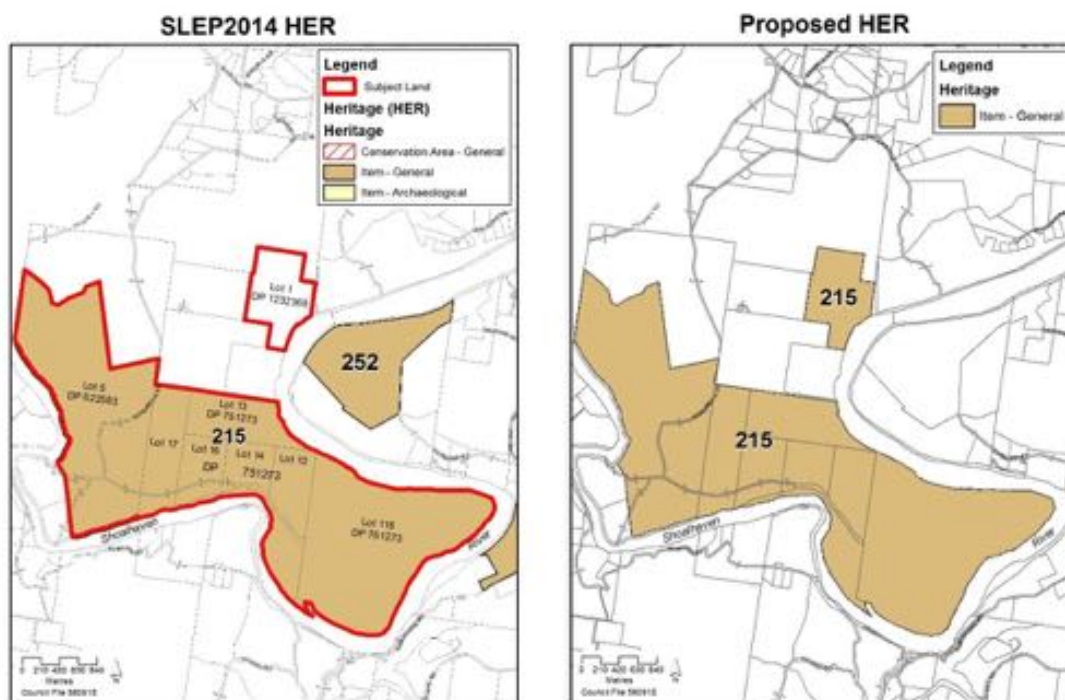 SLEP2014 HER
Legend
Subject Land
Heritage (HER)
Heritage
Conservation Area - General
Item - General
Item - Archaeological
Lot 1
DP 1232369
252
Lot 5
Lot 13
DP 751273
215
Lot 17
Lot 16
Lot 14
Lot 12
DP
751273
Lot 118
DP 751273
Shoalhaven
River
Metres
Proposed HER
Legend
Heritage
Item - General
215
215
Shoalhaven
River
Metres